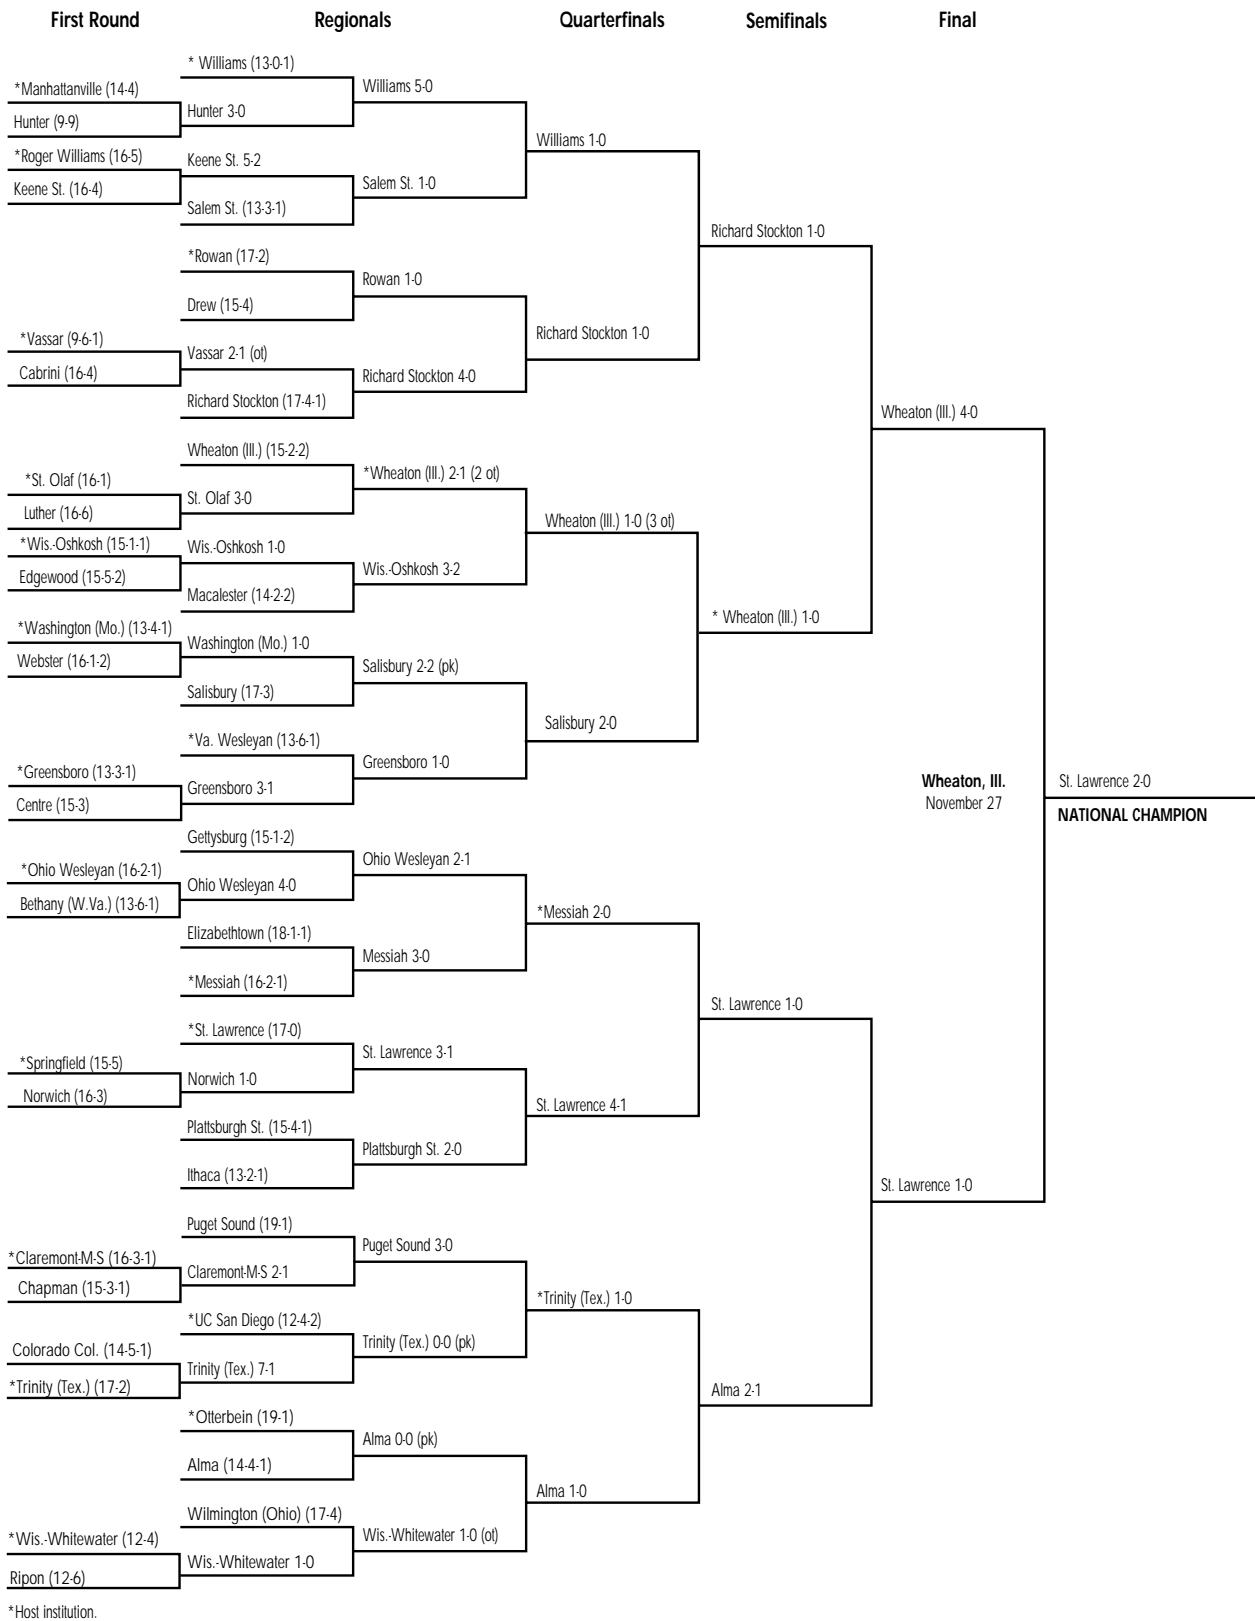 First Round
Regionals
Quarterfinals
Semifinals
Final
*Manhattanville (14-4)
Hunter (9-9)
*Roger Williams (16-5)
Keene St. (16-4)
*Vassar (9-6-1)
Cabrini (16-4)
*St. Olaf (16-1)
Luther (16-6)
*Wis.-Oshkosh (15-1-1)
Edgewood (15-5-2)
*Washington (Mo.) (13-4-1)
Webster (16-1-2)
*Greensboro (13-3-1)
Centre (15-3)
*Ohio Wesleyan (16-2-1)
Bethany (W.Va.) (13-6-1)
*Springfield (15-5)
Norwich (16-3)
*Claremont-M-S (16-3-1)
Chapman (15-3-1)
Colorado Col. (14-5-1)
*Trinity (Tex.) (17-2)
*Wis.-Whitewater (12-4)
Ripon (12-6)
* Williams (13-0-1)
Hunter 3-0
Keene St. 5-2
Salem St. (13-3-1)
*Rowan (17-2)
Drew (15-4)
Vassar 2-1 (ot)
Richard Stockton (17-4-1)
Wheaton (Ill.) (15-2-2)
St. Olaf 3-0
Wis.-Oshkosh 1-0
Macalester (14-2-2)
Washington (Mo.) 1-0
Salisbury (17-3)
*Va. Wesleyan (13-6-1)
Greensboro 3-1
Gettysburg (15-1-2)
Ohio Wesleyan 4-0
Elizabethtown (18-1-1)
*Messiah (16-2-1)
*St. Lawrence (17-0)
Norwich 1-0
Plattsburgh St. (15-4-1)
Ithaca (13-2-1)
Puget Sound (19-1)
Claremont-M-S 2-1
*UC San Diego (12-4-2)
Trinity (Tex.) 7-1
*Otterbein (19-1)
Alma (14-4-1)
Wilmington (Ohio) (17-4)
Wis.-Whitewater 1-0
Williams 5-0
Salem St. 1-0
Rowan 1-0
Richard Stockton 4-0
*Wheaton (Ill.) 2-1 (2 ot)
Wis.-Oshkosh 3-2
Salisbury 2-2 (pk)
Greensboro 1-0
Ohio Wesleyan 2-1
Messiah 3-0
St. Lawrence 3-1
Plattsburgh St. 2-0
Puget Sound 3-0
Trinity (Tex.) 0-0 (pk)
Alma 0-0 (pk)
Wis.-Whitewater 1-0 (ot)
Williams 1-0
Richard Stockton 1-0
Wheaton (Ill.) 1-0 (3 ot)
Salisbury 2-0
*Messiah 2-0
St. Lawrence 4-1
*Trinity (Tex.) 1-0
Alma 1-0
Richard Stockton 1-0
* Wheaton (Ill.) 1-0
St. Lawrence 1-0
Alma 2-1
Wheaton (Ill.) 4-0
St. Lawrence 1-0
Wheaton, Ill.
November 27
St. Lawrence 2-0
NATIONAL CHAMPION
*Host institution.